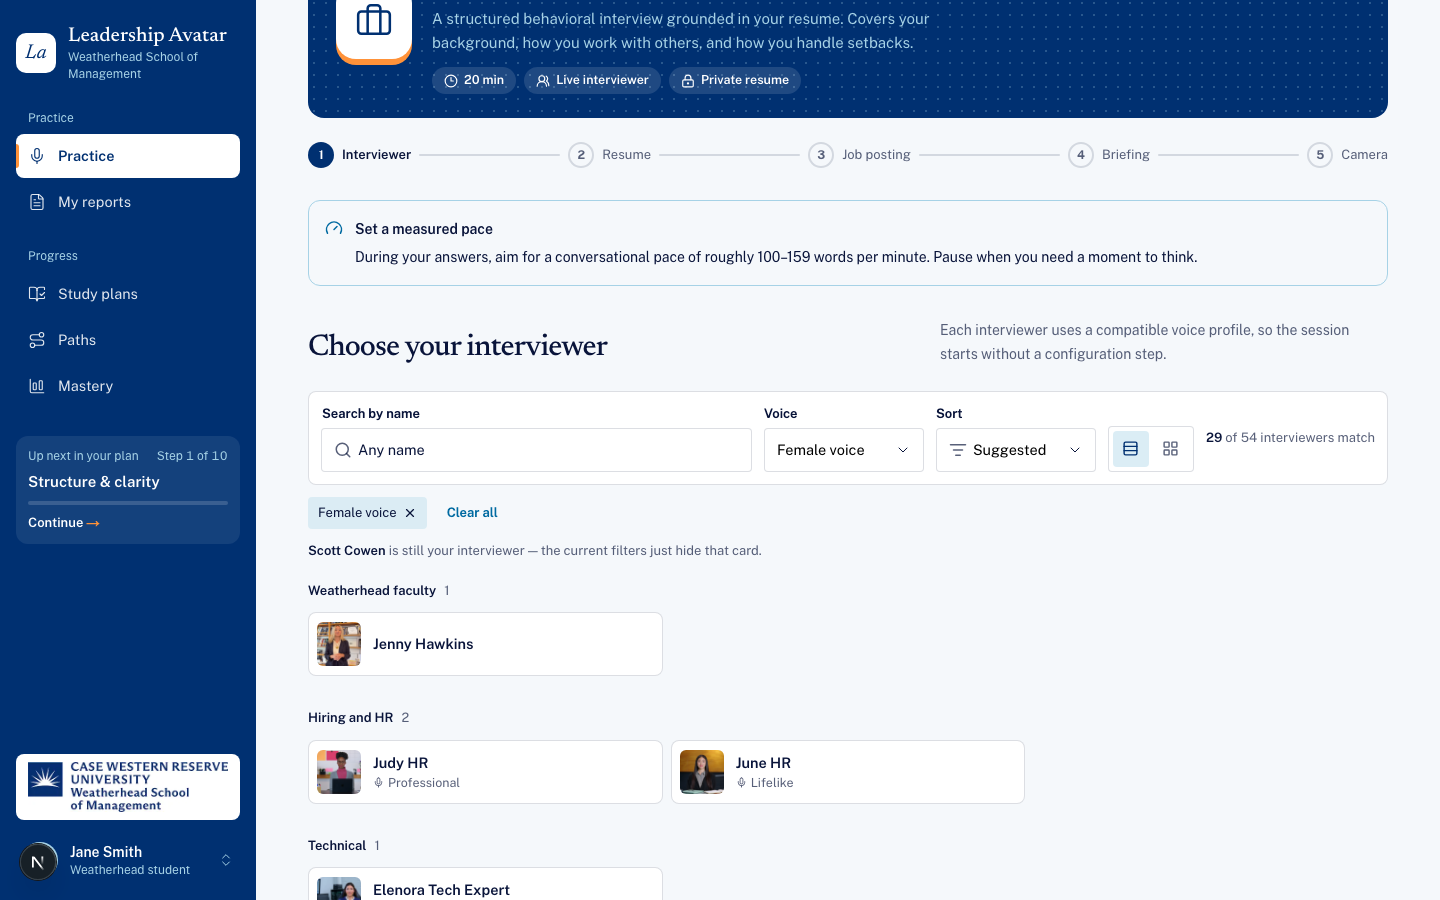 La
Leadership Avatar
Weatherhead School of
Management
Practice
Practice
My reports
Progress
Study plans
Paths
Mastery
Up next in your plan Step 1 of 10
Structure & clarity
Continue →
CASE WESTERN RESERVE
UNIVERSITY
Weatherhead School
of Management
N
Jane Smith
Weatherhead student
A structured behavioral interview grounded in your resume. Covers your
background, how you work with others, and how you handle setbacks.
20 min Live interviewer Private resume
1 Interviewer 2 Resume 3 Job posting 4 Briefing 5 Camera
Set a measured pace
During your answers, aim for a conversational pace of roughly 100–159 words per minute. Pause when you need a moment to think.
Choose your interviewer
Each interviewer uses a compatible voice profile, so the session
starts without a configuration step.
Search by name Voice Sort
Any name Female voice Suggested 29 of 54 interviewers match
Female voice × Clear all
Scott Cowen is still your interviewer — the current filters just hide that card.
Weatherhead faculty 1
Jenny Hawkins
Hiring and HR 2
Judy HR
Professional
June HR
Lifelike
Technical 1
Elenora Tech Expert